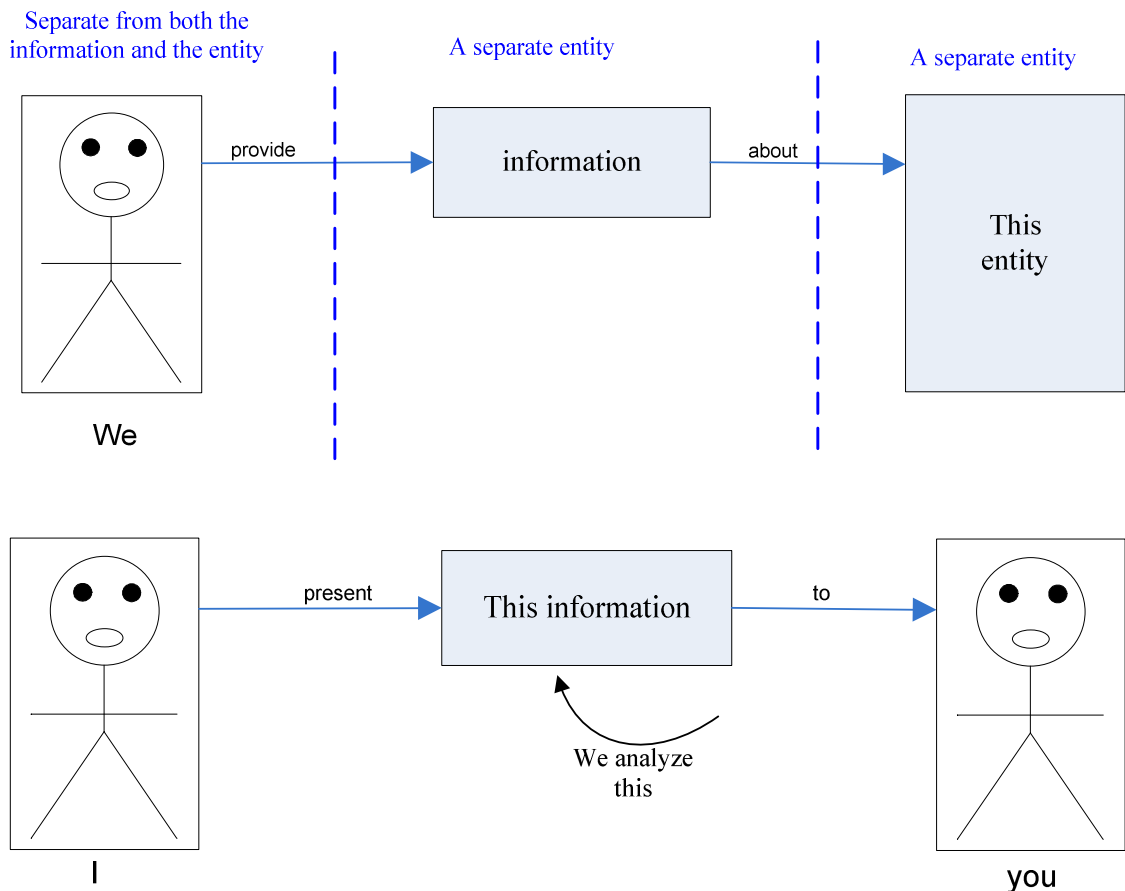 Separate from both the
information and the entity
A separate entity
A separate entity
provide
information
about
This
entity
We
present
This information
to
We analyze
this
I
you